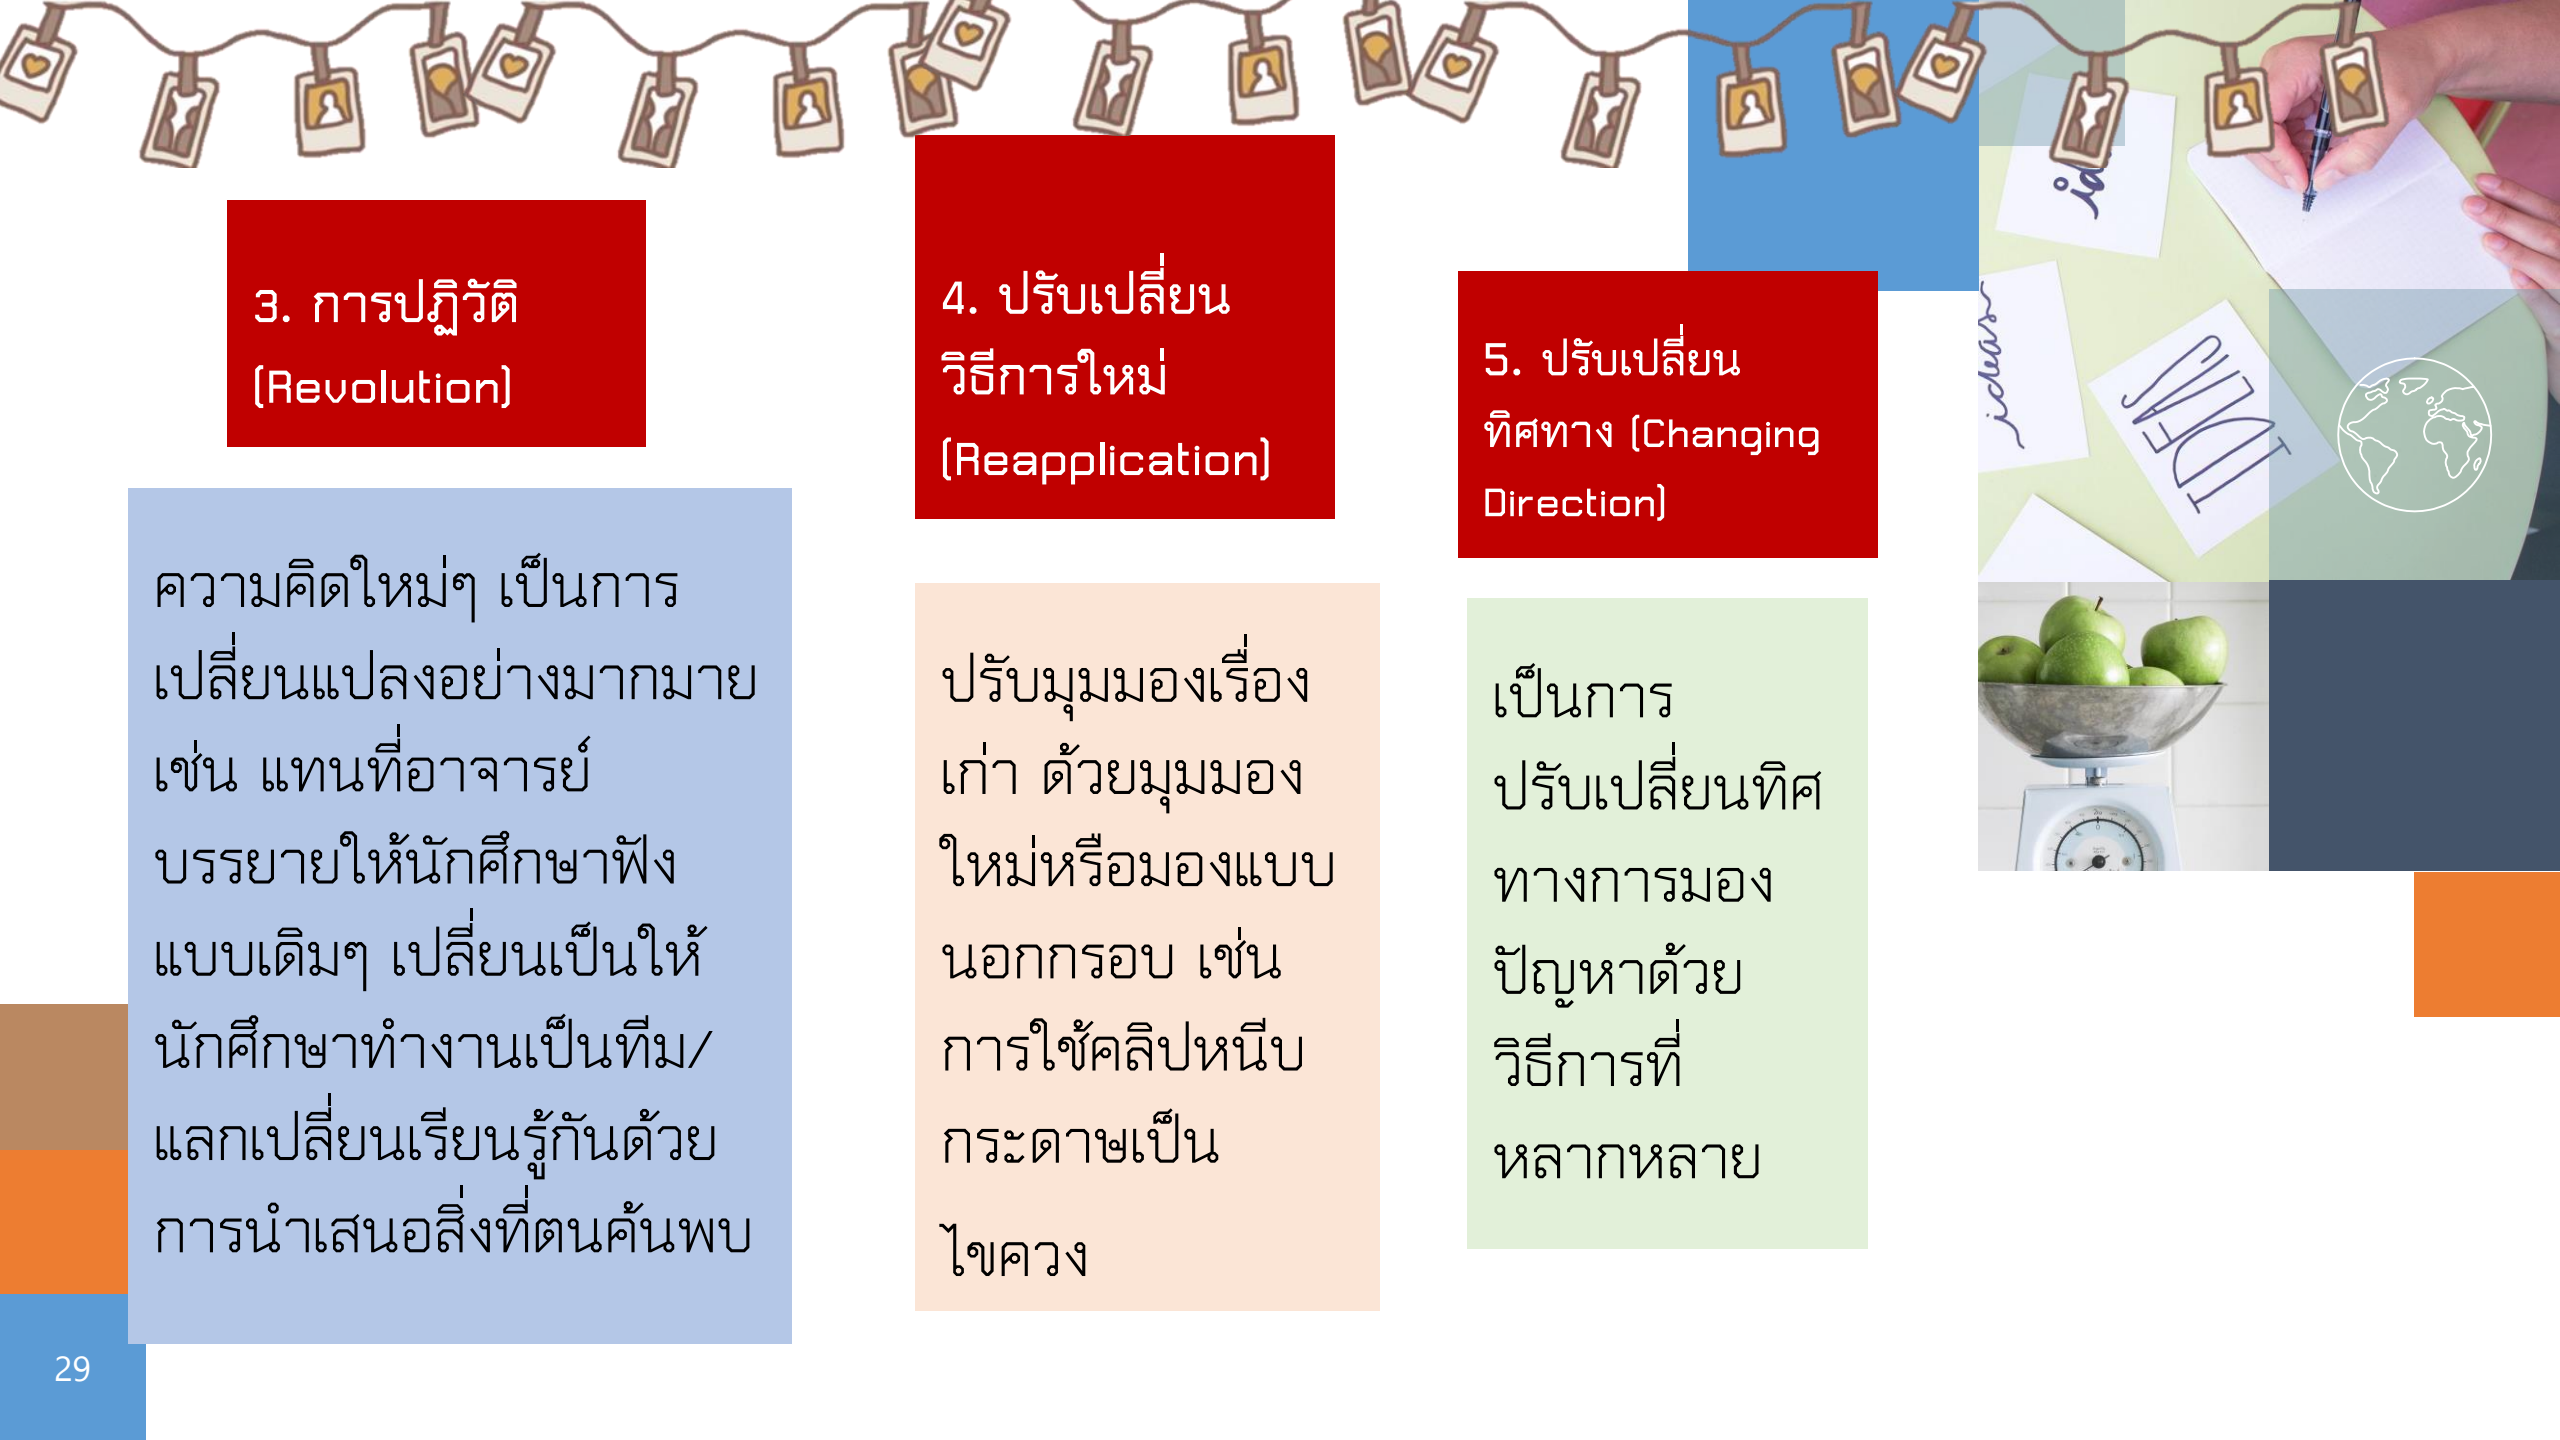 3. การปฏิวัติ
(Revolution)
ความคิดใหม่ๆ เป็นการ
เปลี่ยนแปลงอย่างมากมาย
เช่น แทนที่อาจารย์
บรรยายให้นักศึกษาฟัง
แบบเดิมๆ เปลี่ยนเป็นให้
นักศึกษาทำงานเป็นทีม/
แลกเปลี่ยนเรียนรู้กันด้วย
การนำเสนอสิ่งที่ตนค้นพบ
4. ปรับเปลี่ยน
วิธีการใหม่
(Reapplication)
ปรับมุมมองเรื่อง
เก่า ด้วยมุมมอง
ใหม่หรือมองแบบ
นอกกรอบ เช่น
การใช้คลิปหนีบ
กระดาษเป็น
ไขควง
5. ปรับเปลี่ยน
ทิศทาง (Changing
Direction)
เป็นการ
ปรับเปลี่ยนทิศ
ทางการมอง
ปัญหาด้วย
วิธีการที่
หลากหลาย
ideas
IDEAS
29